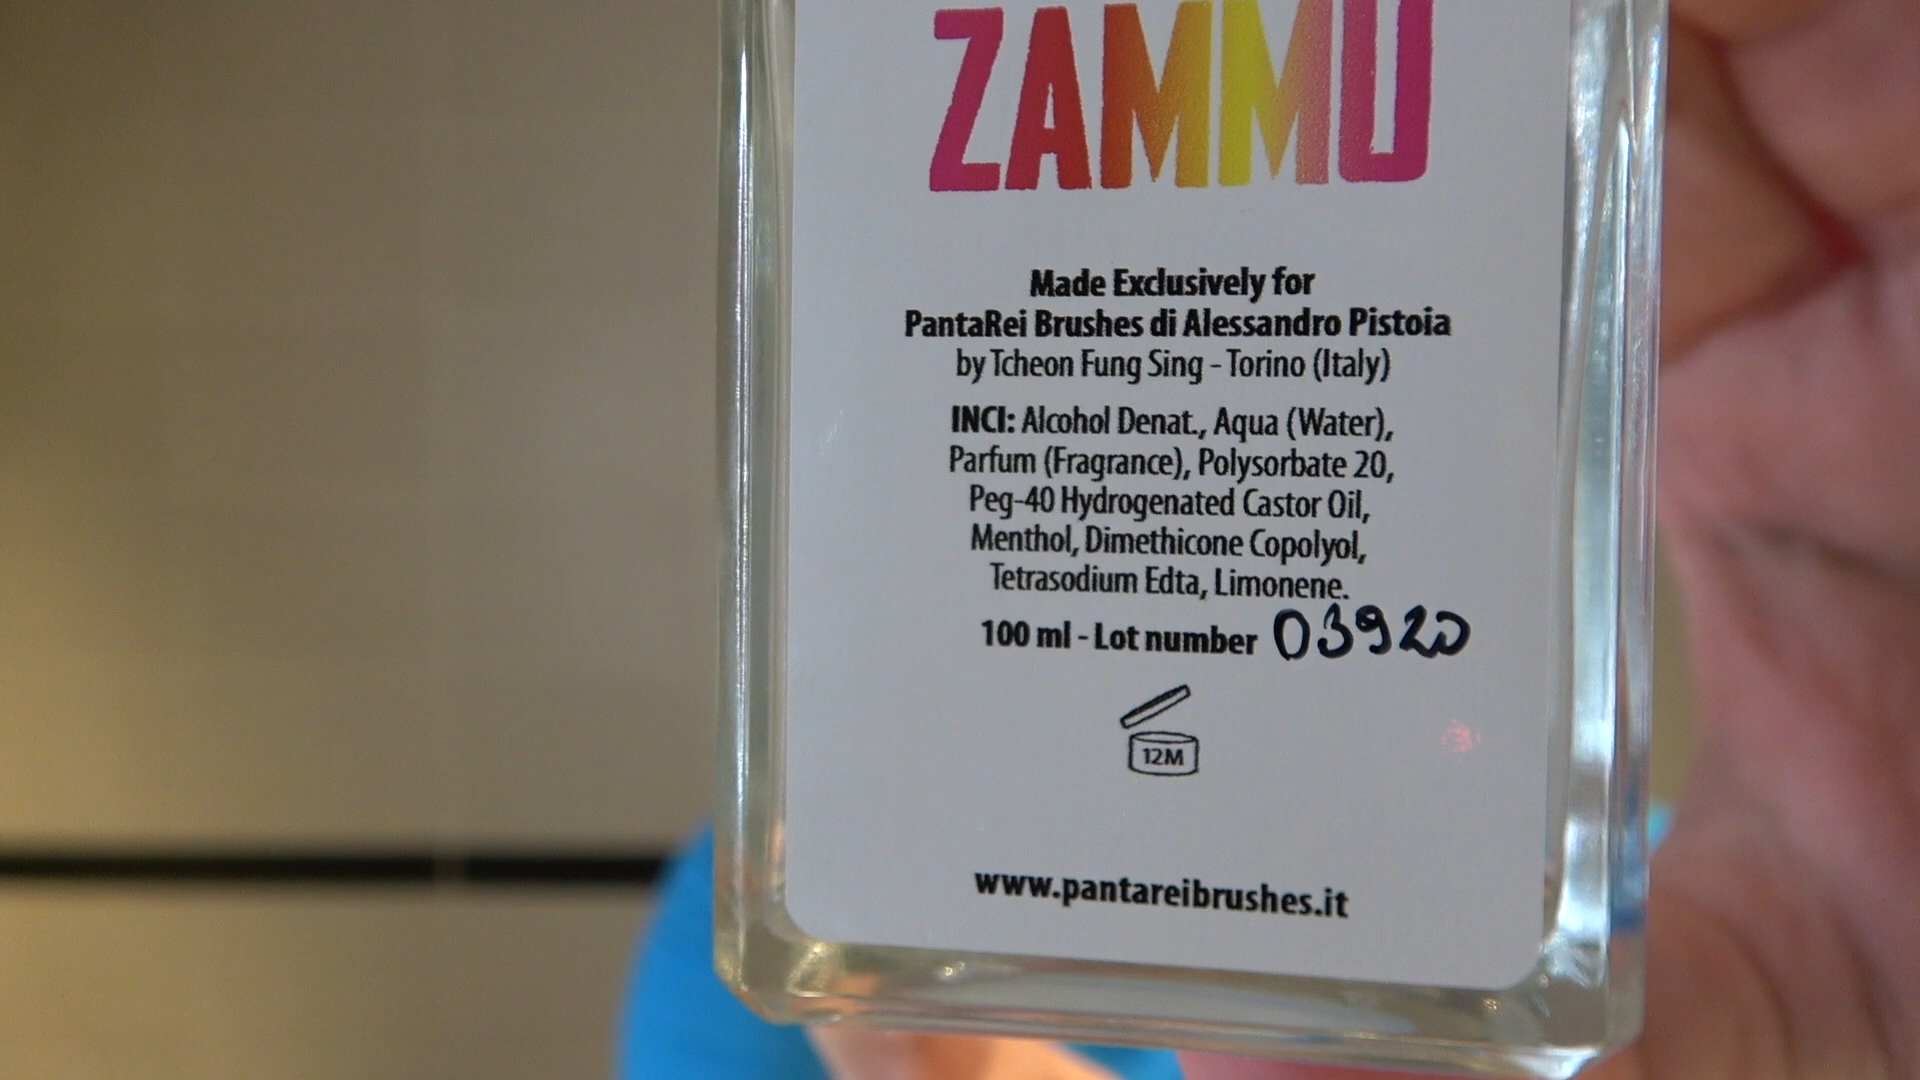 ZAMMU
Made Exclusively for
PantaRei Brushes di Alessandro Pistoia
by Tcheon Fung Sing - Torino (Italy)
INCI: Alcohol Denat., Aqua (Water),
Parfum (Fragrance), Polysorbate 20,
Peg-40 Hydrogenated Castor Oil,
Menthol, Dimethicone Copolyol,
Tetrasodium Edta, Limonene.
100 ml - Lot number 03920
12M
www.pantareibrushes.it